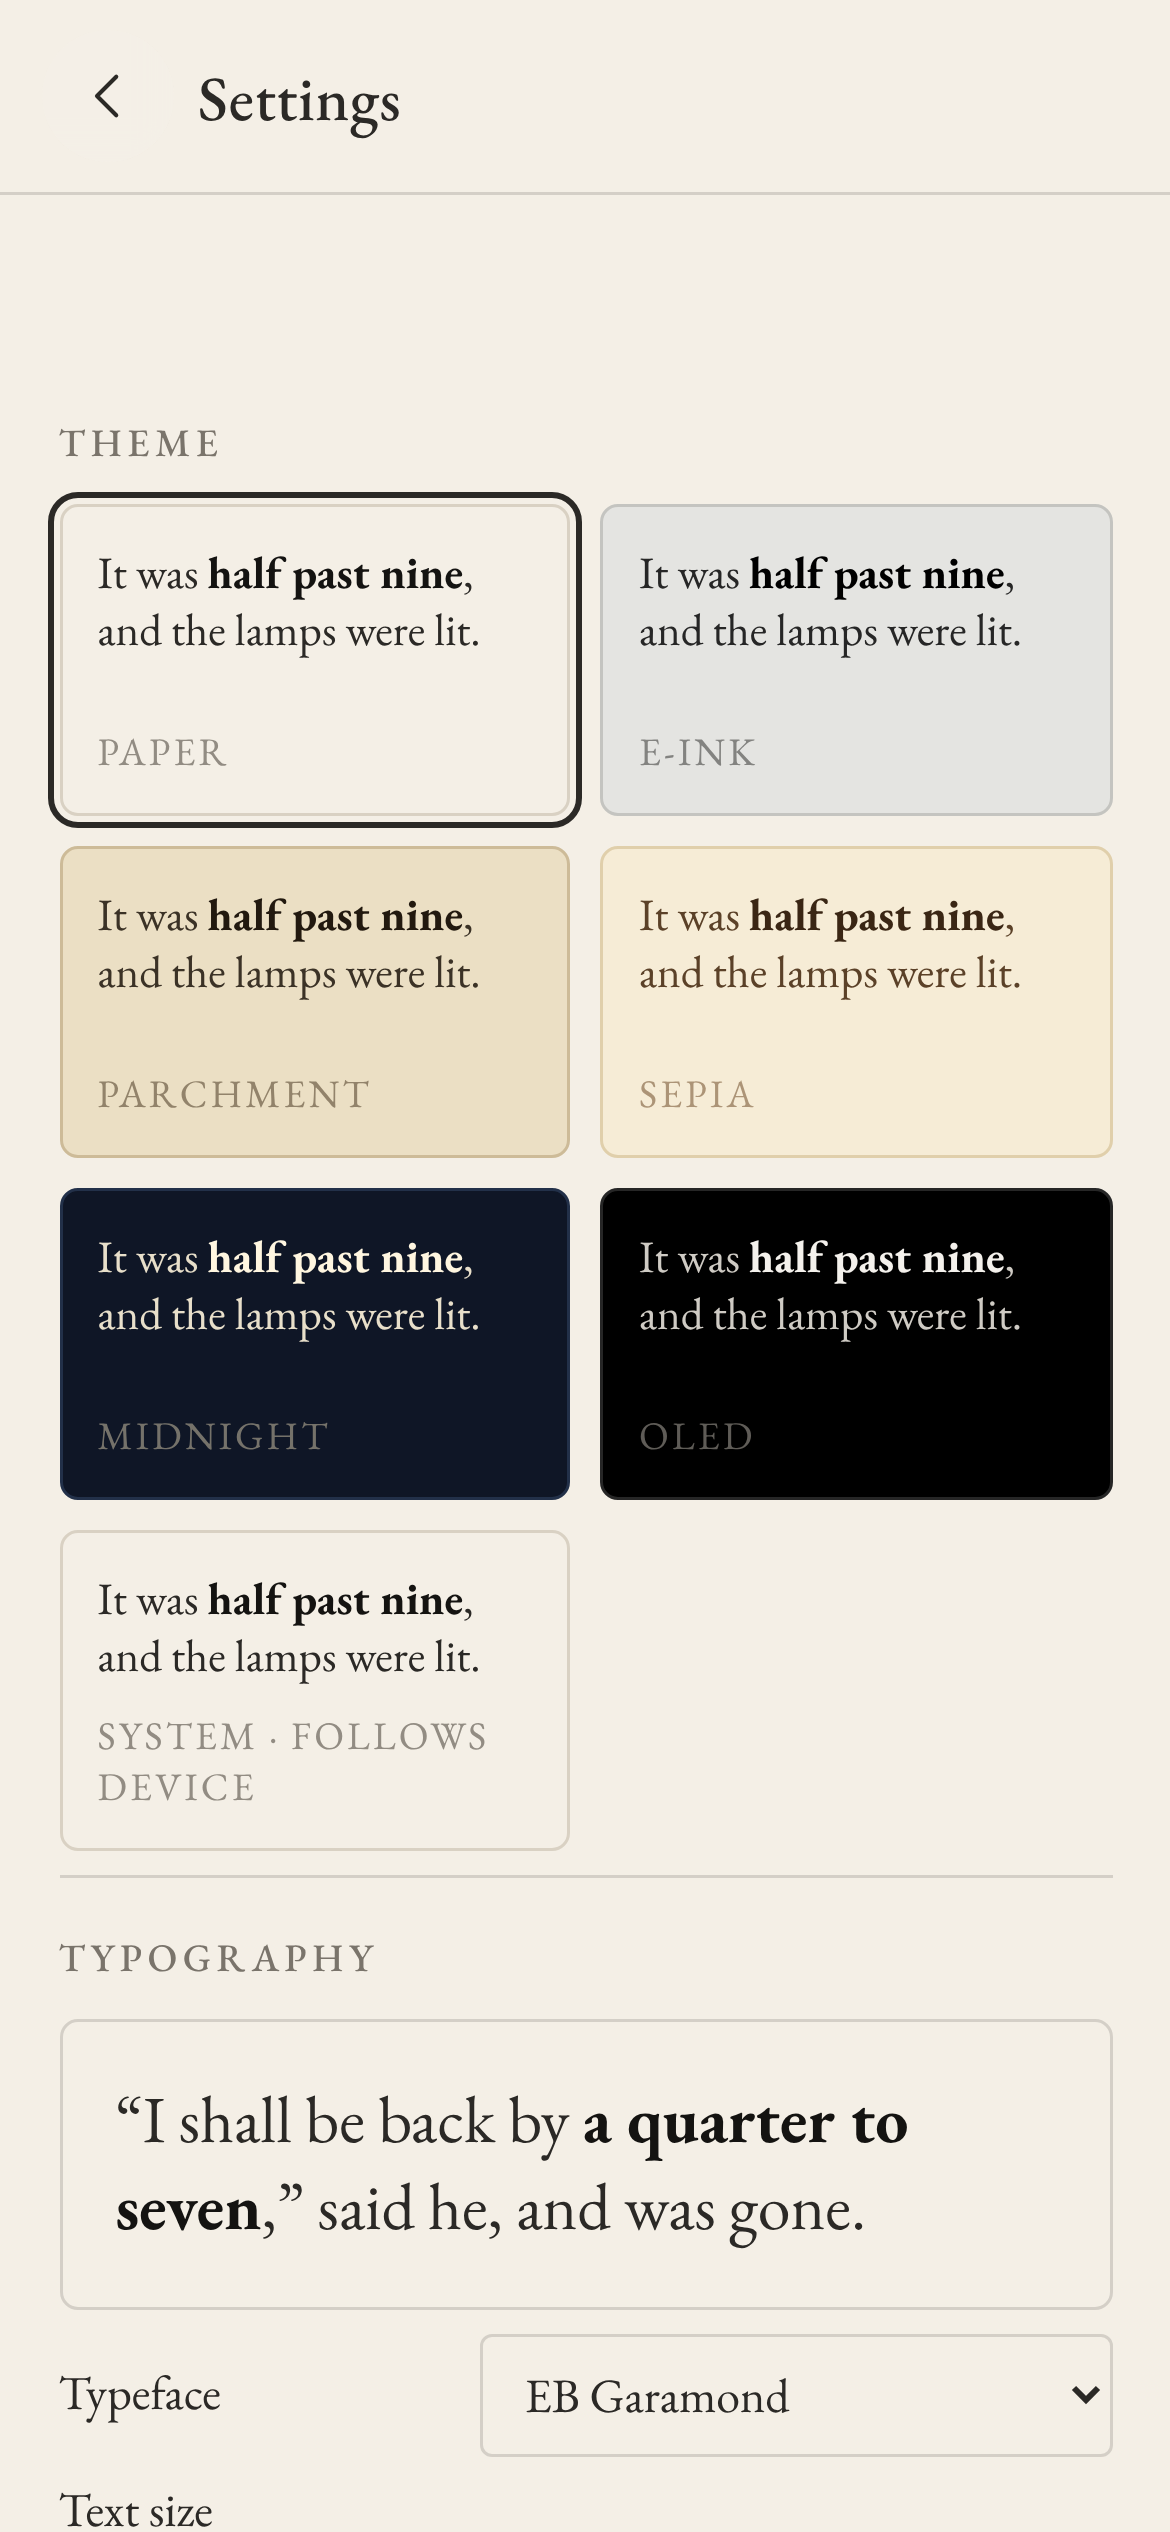 Settings
THEME
It was half past nine,
and the lamps were lit.
PAPER
It was half past nine,
and the lamps were lit.
E-INK
It was half past nine,
and the lamps were lit.
PARCHMENT
It was half past nine,
and the lamps were lit.
SEPIA
It was half past nine,
and the lamps were lit.
MIDNIGHT
It was half past nine,
and the lamps were lit.
OLED
It was half past nine,
and the lamps were lit.
SYSTEM · FOLLOWS
DEVICE
TYPOGRAPHY
“I shall be back by a quarter to
seven,” said he, and was gone.
Typeface
EB Garamond
Text size